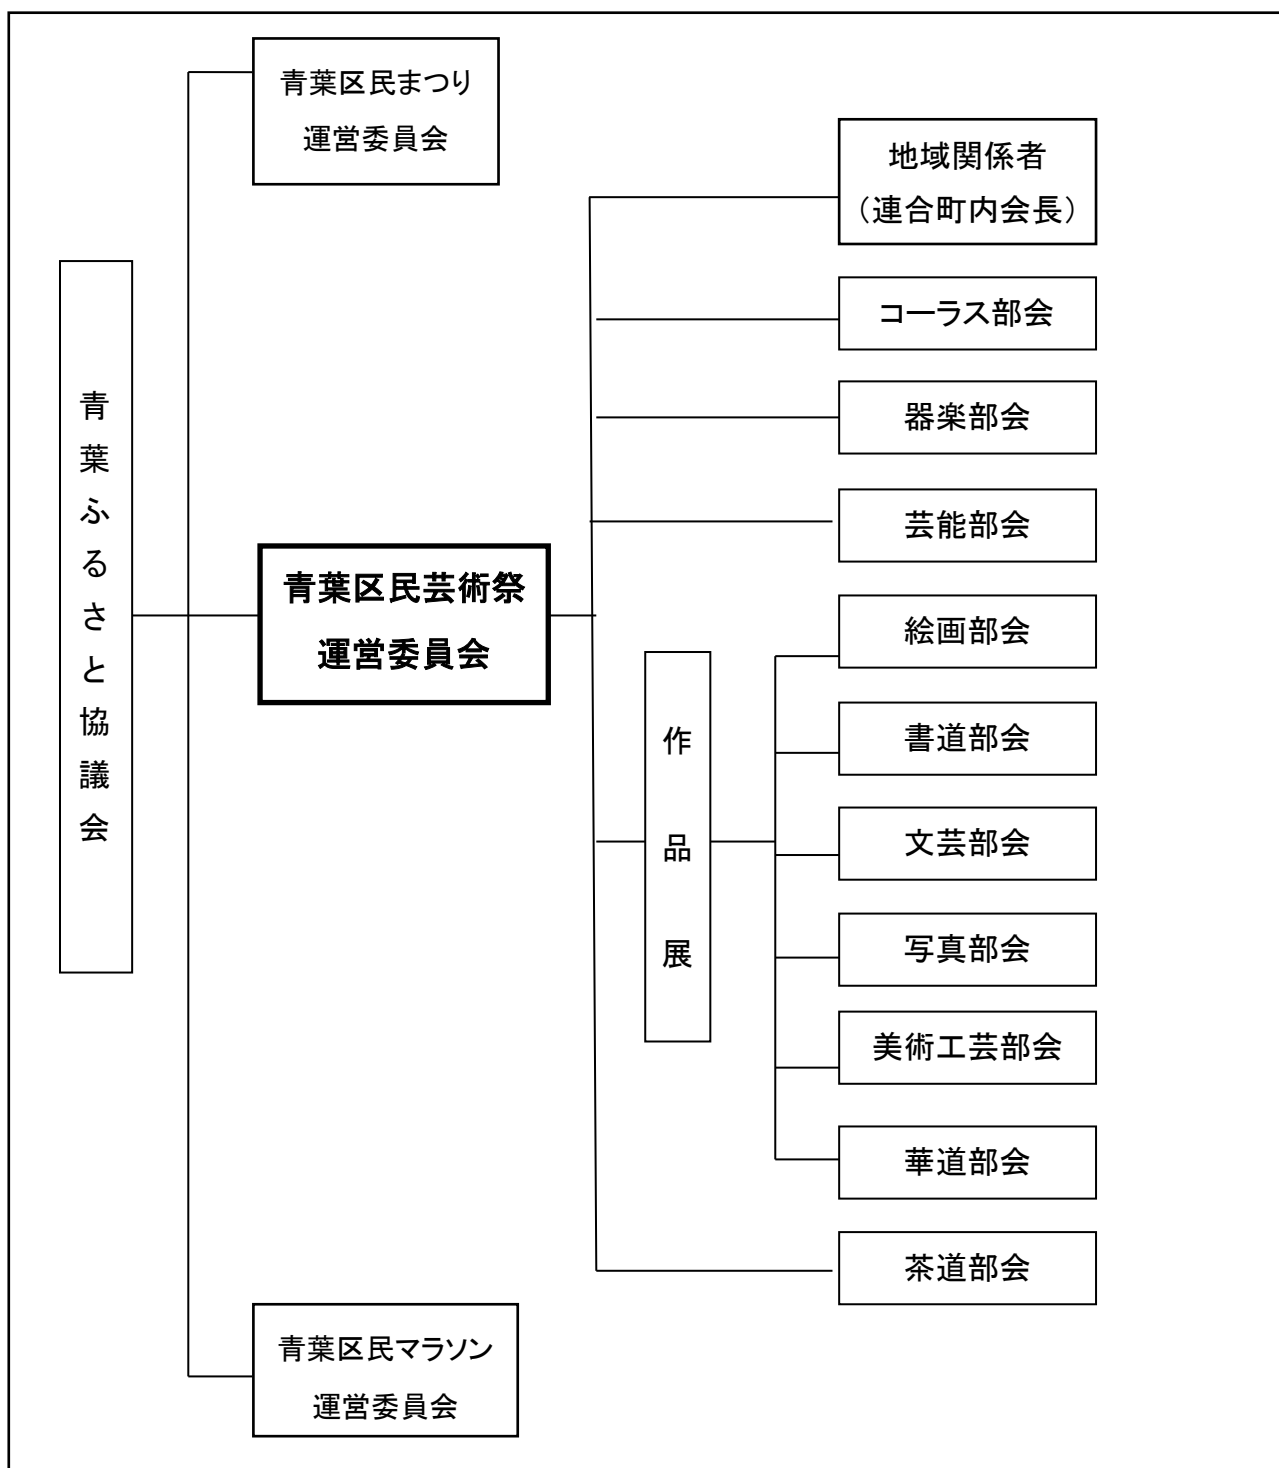 青葉ふるさと協議会
青葉区民まつり
運営委員会
青葉区民芸術祭
運営委員会
青葉区民マラソン
運営委員会
地域関係者
（連合町内会長）
コーラス部会
器楽部会
芸能部会
作品展
絵画部会
書道部会
文芸部会
写真部会
美術工芸部会
華道部会
茶道部会